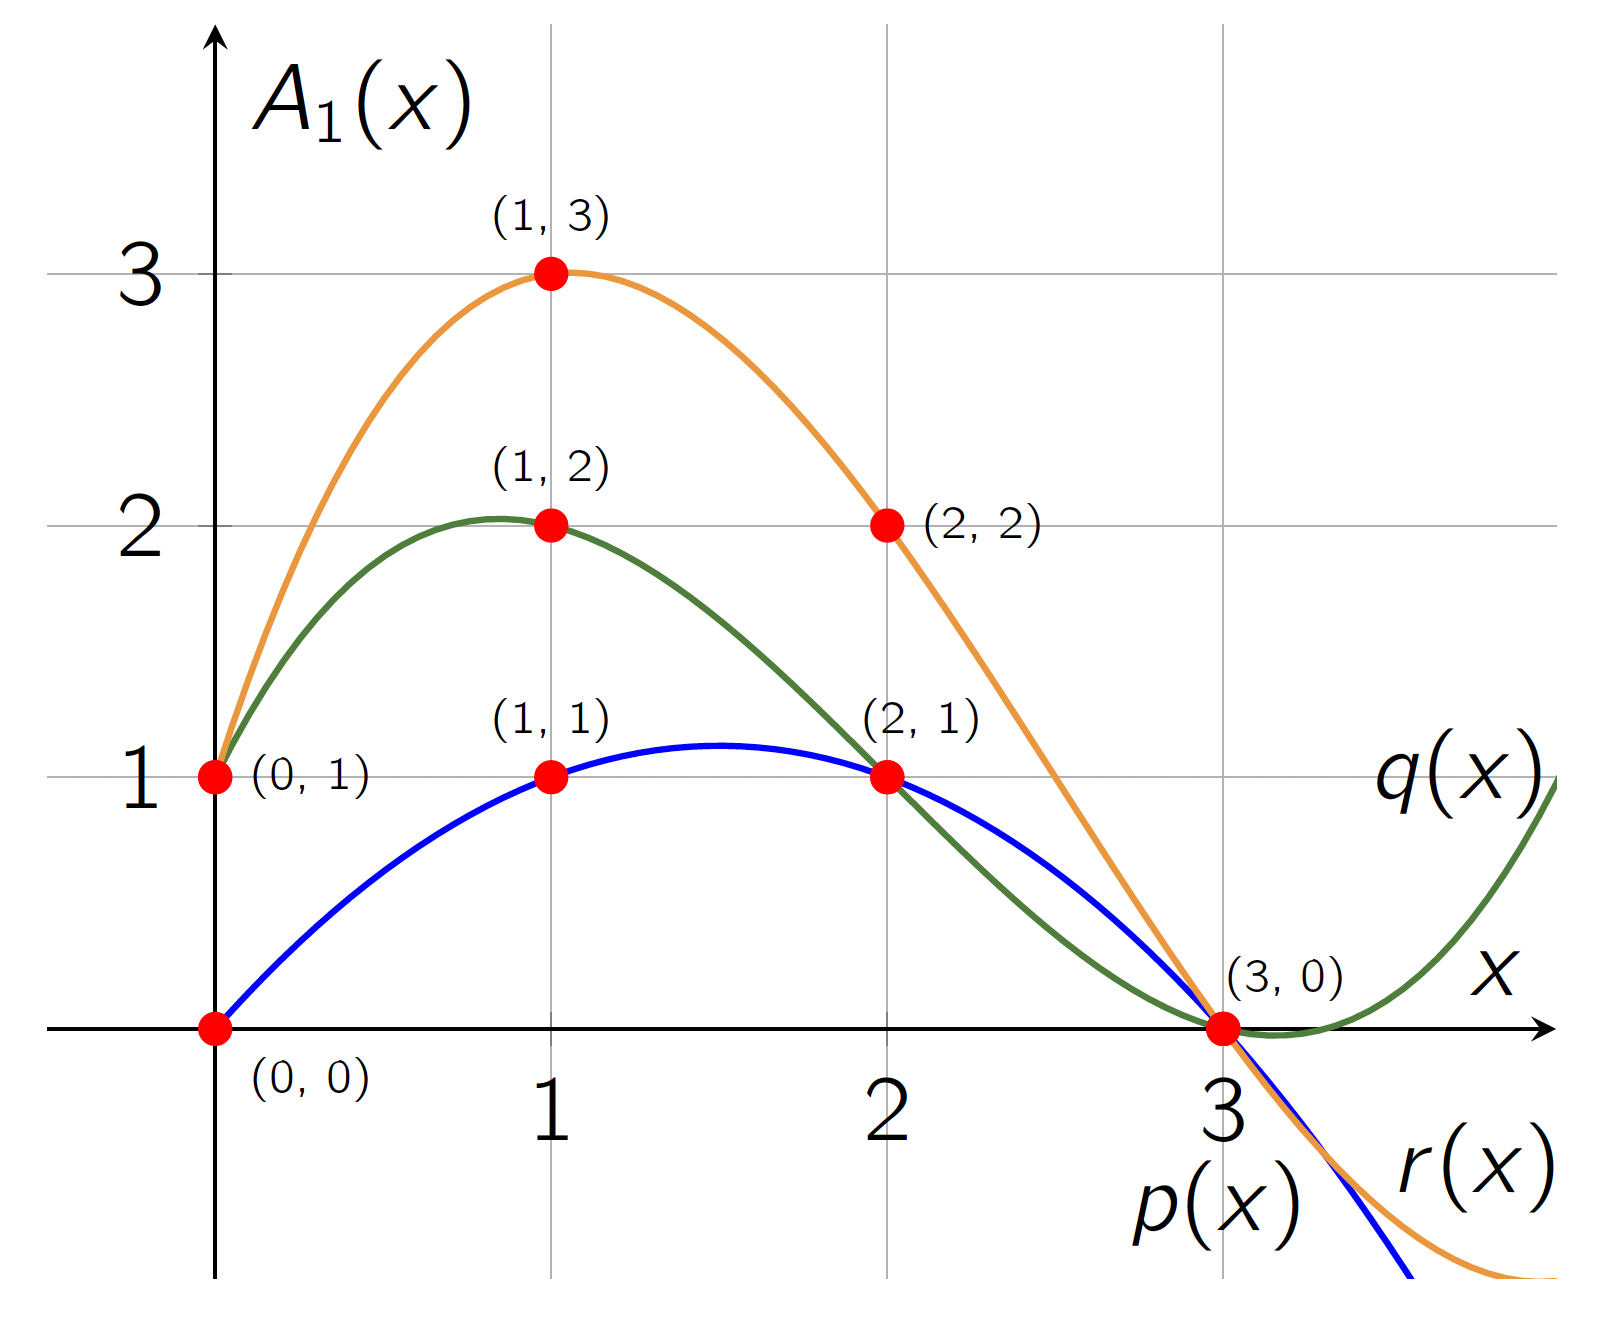 A₁(x)
(1, 3)
3
(1, 2)
2
(2, 2)
(1, 1)
(2, 1)
1
(0, 1)
q(x)
(3, 0)
x
(0, 0)
1
2
3
r(x)
p(x)